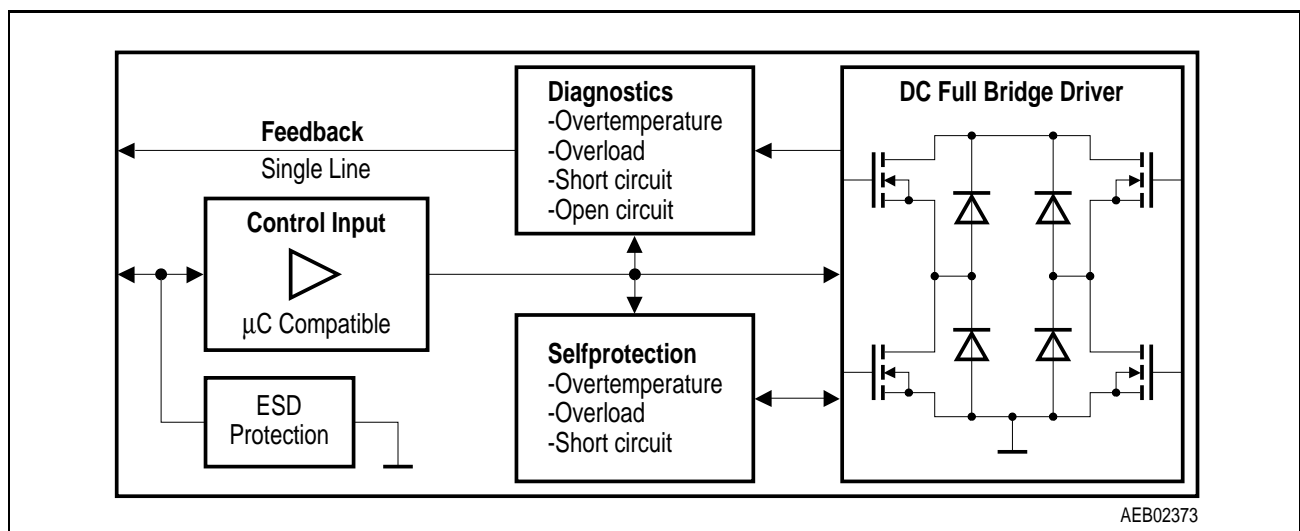 Feedback
Single Line
Control Input
μC Compatible
ESD
Protection
Diagnostics
-Overtemperature
-Overload
-Short circuit
-Open circuit
Selfprotection
-Overtemperature
-Overload
-Short circuit
DC Full Bridge Driver
AEB02373